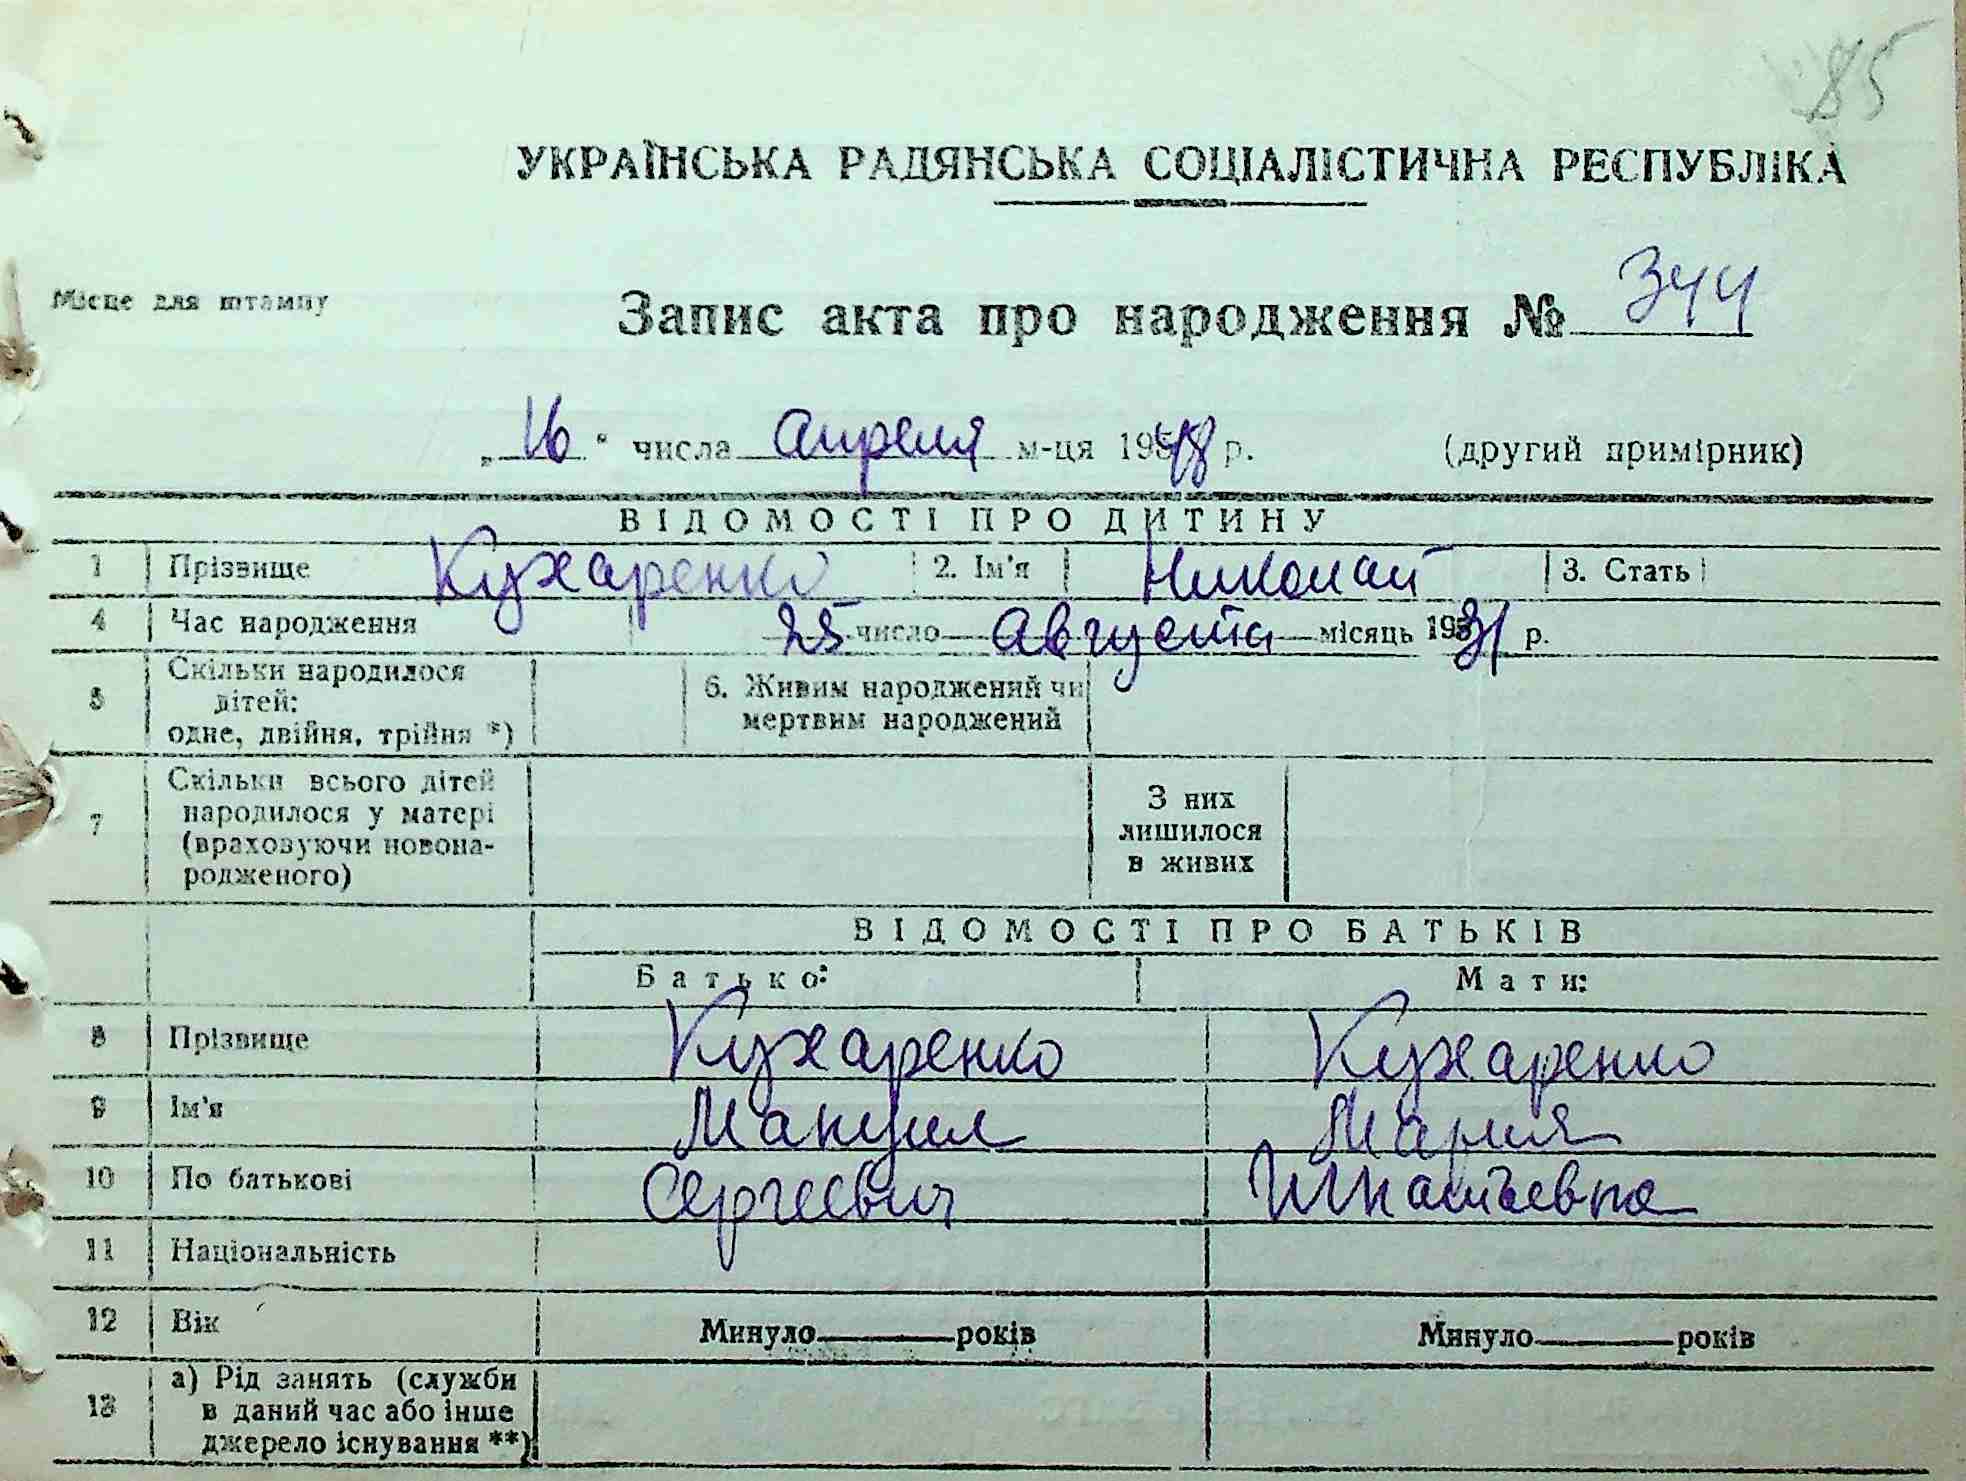 85
УКРАЇНСЬКА РАДЯНСЬКА СОЦІАЛІСТИЧНА РЕСПУБЛІКА
Місце для штампу
Запис акта про народження № 344
„16“ числа Апреля м-ця 1948 р. (другий примірник)
ВІДОМОСТІ ПРО ДИТИНУ
1 Прізвище Кухаренко 2. Ім'я Николай 3. Стать
4 Час народження 25 число Августа місяць 1931 р.
5 Скільки народилося дітей: одне, двійня, трійня *) 6. Живим народжений чи мертвим народжений
7 Скільки всього дітей народилося у матері (враховуючи новона-родженого) З них лишилося в живих
ВІДОМОСТІ ПРО БАТЬКІВ
Батько: Мати:
8 Прізвище Кухаренко Кухаренко
9 Ім'я Мануил Мария
10 По батькові Сергеевич Игнатьевна
11 Національність
12 Вік Минуло років Минуло років
13 а) Рід занять (служби в даний час або інше джерело існування **)